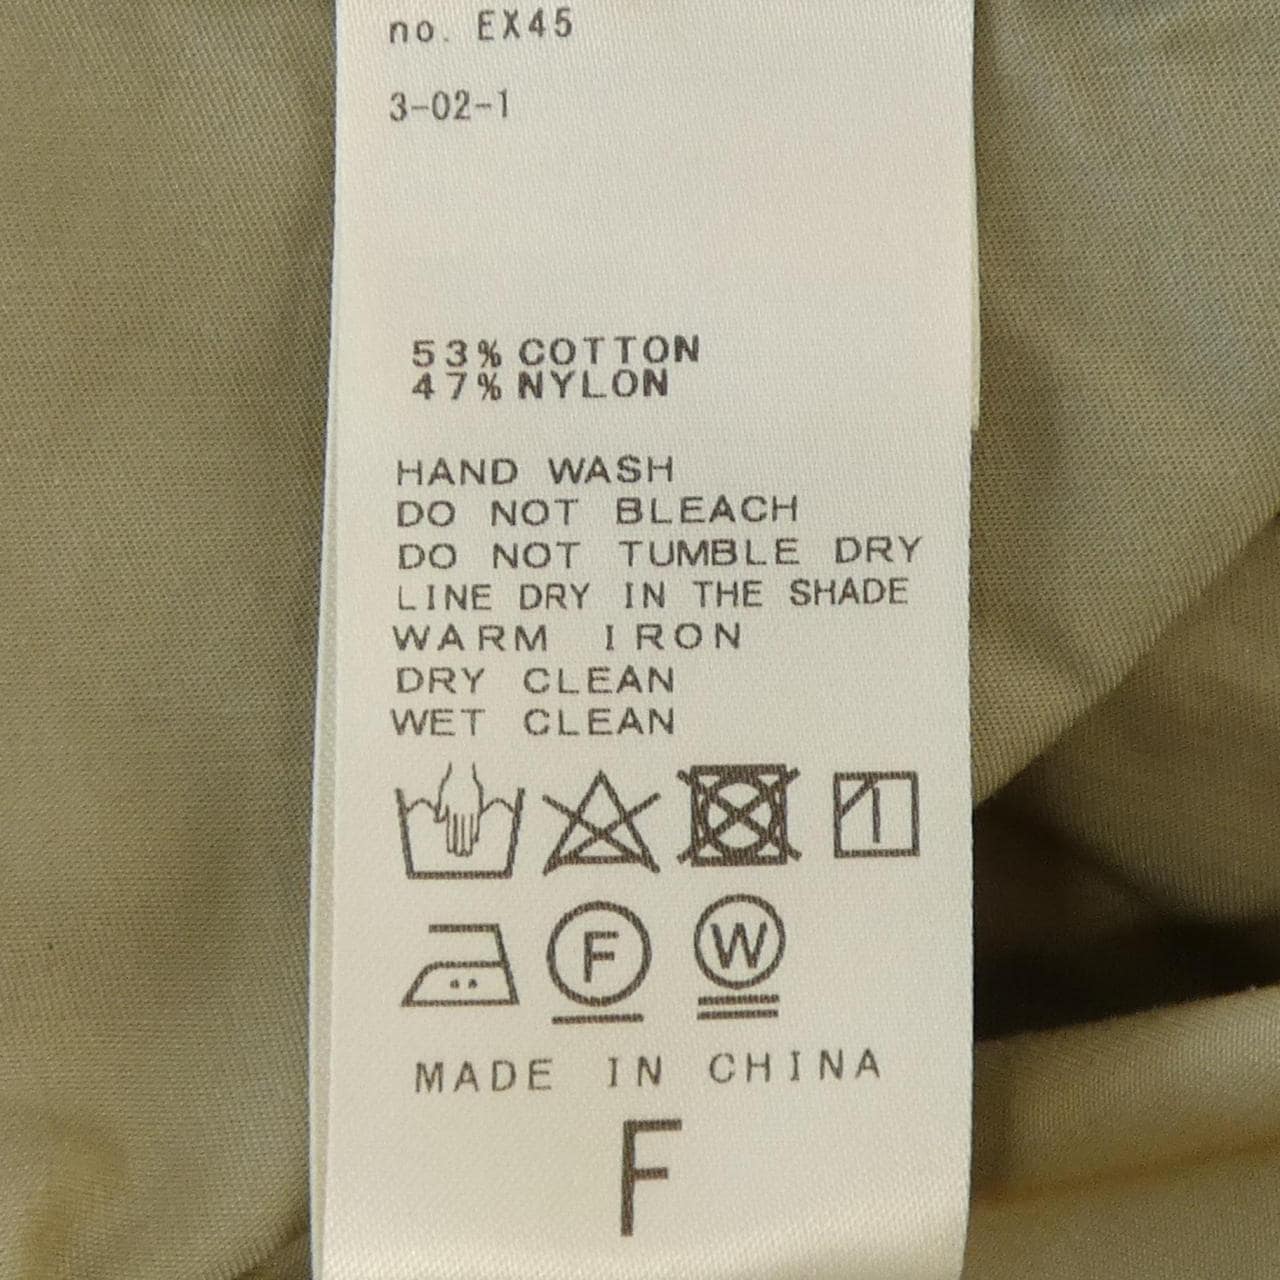 no. EX45
3-02-1
53% COTTON
47% NYLON
HAND WASH
DO NOT BLEACH
DO NOT TUMBLE DRY
LINE DRY IN THE SHADE
WARM IRON
DRY CLEAN
WET CLEAN
F W
MADE IN CHINA
F